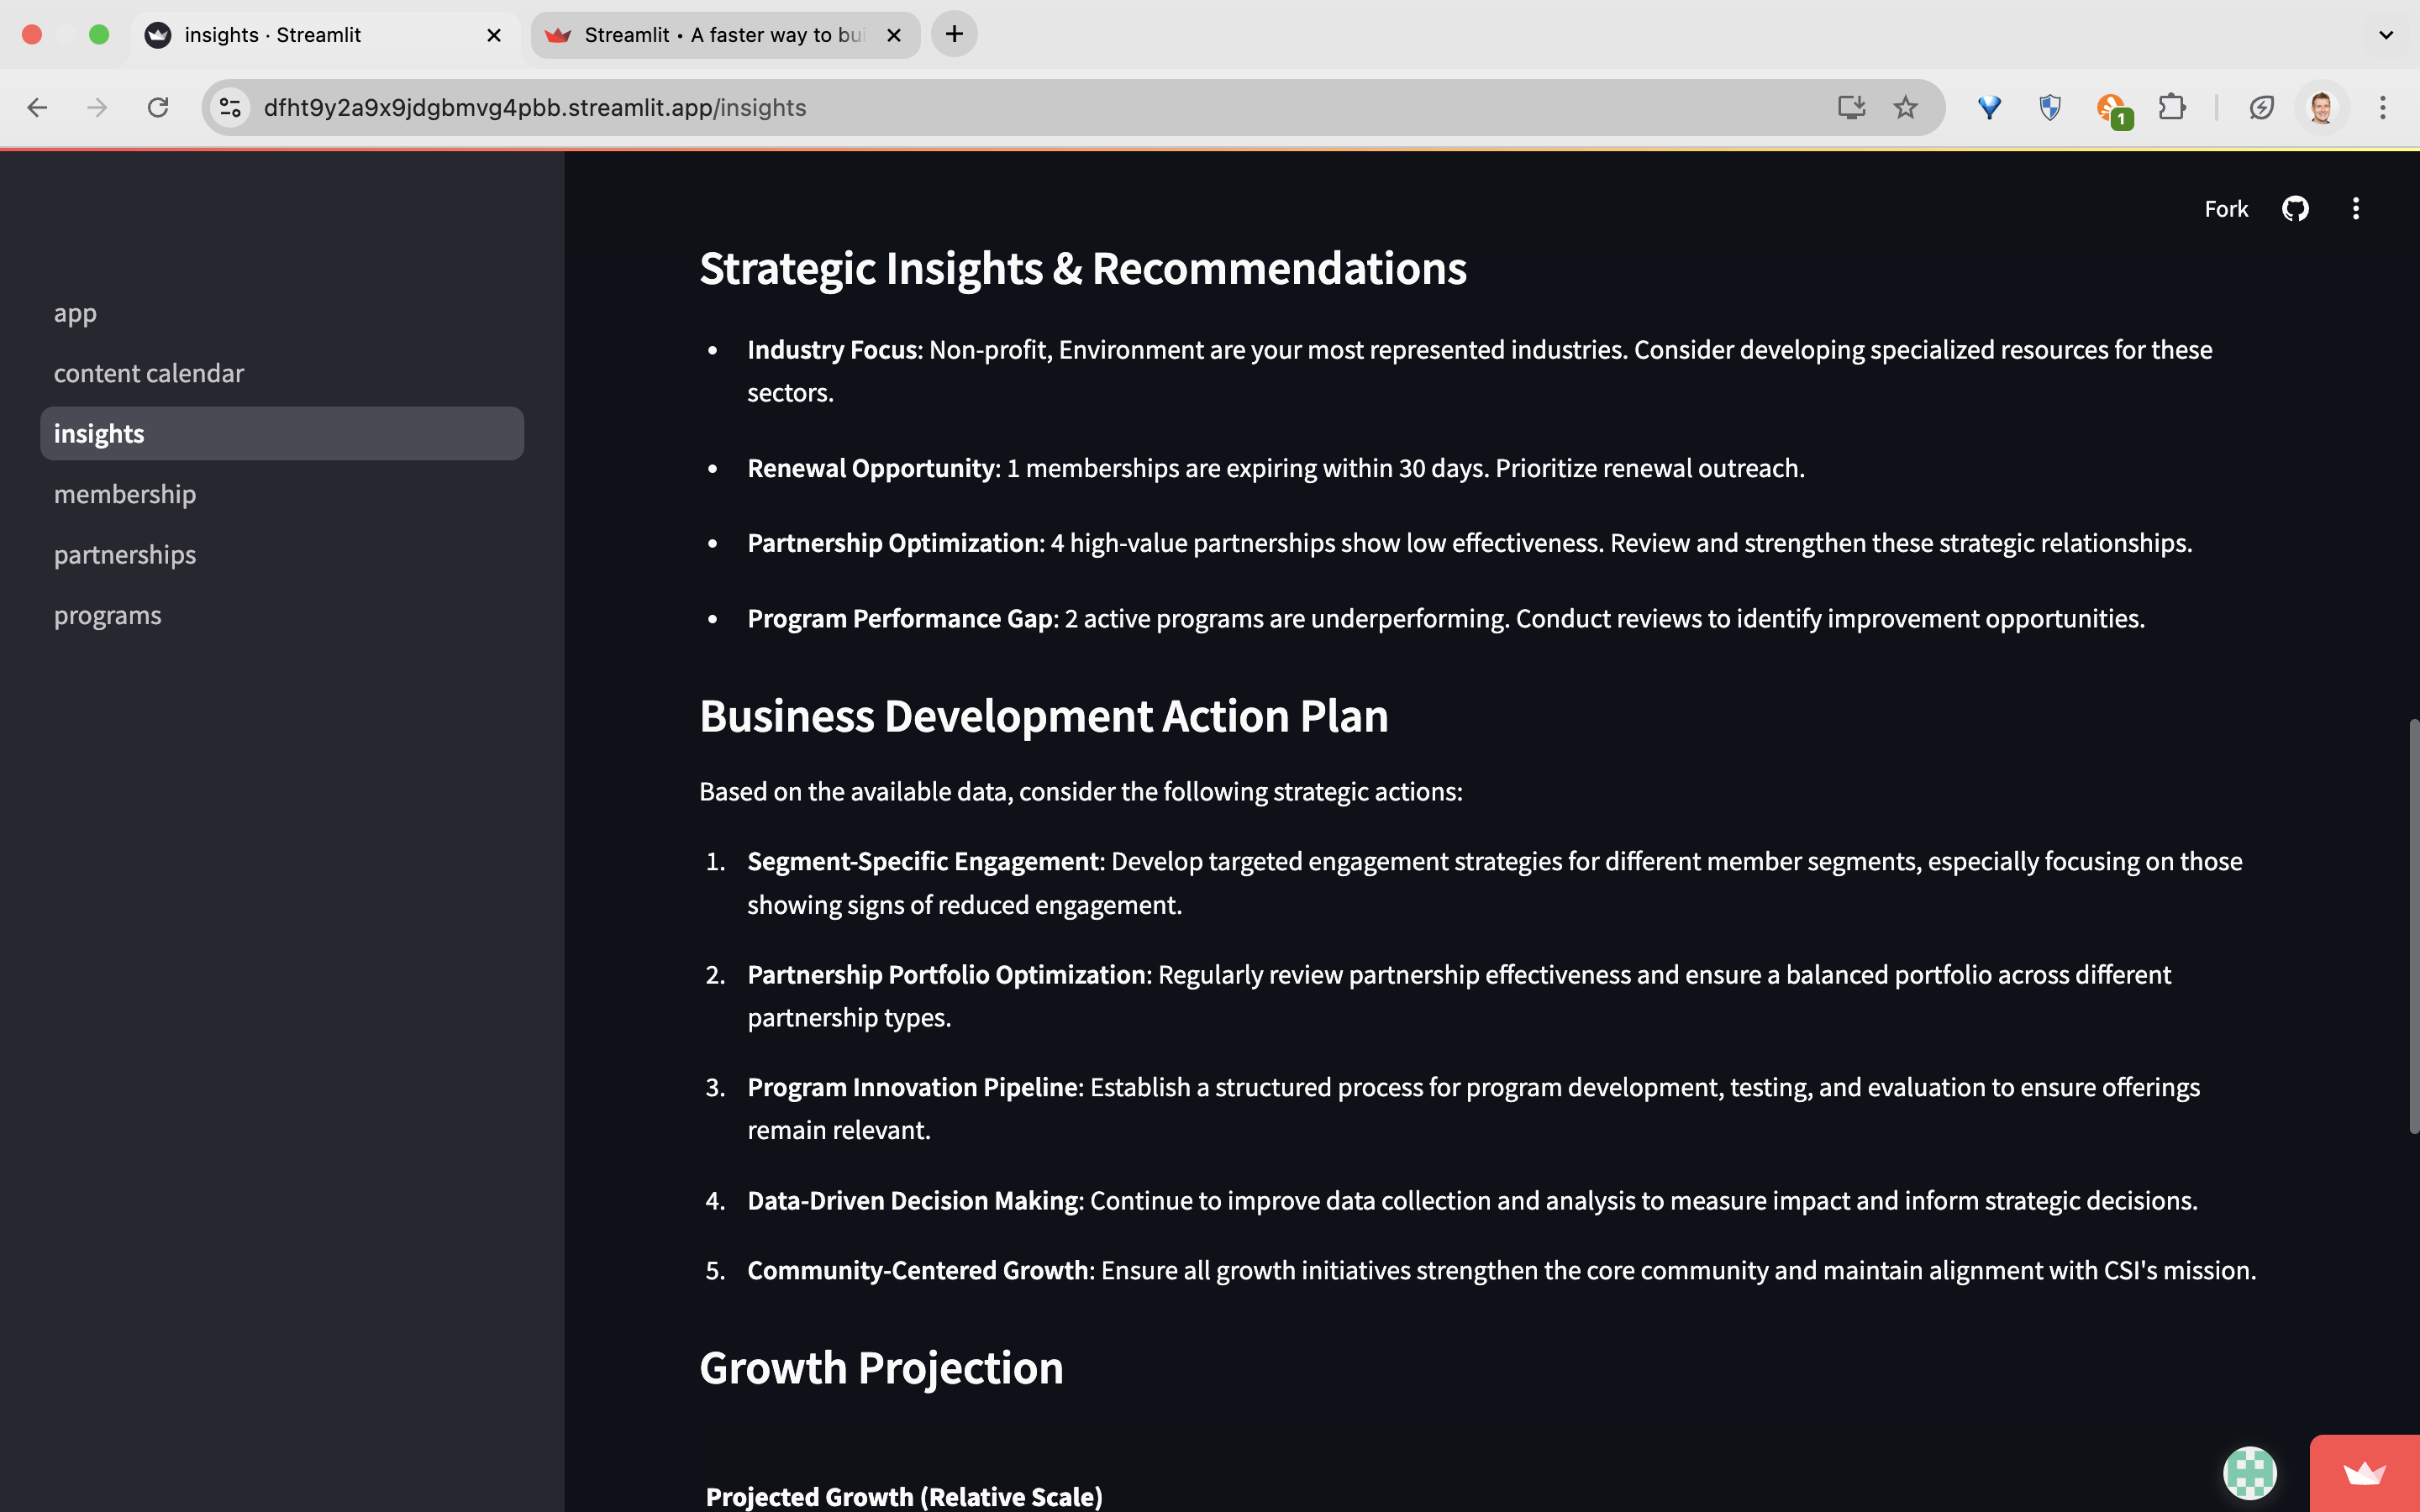 insights · Streamlit
Streamlit • A faster way to bui
dfht9y2a9x9jdgbmvg4pbb.streamlit.app/insights
1
Fork
app
content calendar
insights
membership
partnerships
programs
Strategic Insights & Recommendations
• Industry Focus: Non-profit, Environment are your most represented industries. Consider developing specialized resources for these
sectors.
• Renewal Opportunity: 1 memberships are expiring within 30 days. Prioritize renewal outreach.
• Partnership Optimization: 4 high-value partnerships show low effectiveness. Review and strengthen these strategic relationships.
• Program Performance Gap: 2 active programs are underperforming. Conduct reviews to identify improvement opportunities.
Business Development Action Plan
Based on the available data, consider the following strategic actions:
1. Segment-Specific Engagement: Develop targeted engagement strategies for different member segments, especially focusing on those
showing signs of reduced engagement.
2. Partnership Portfolio Optimization: Regularly review partnership effectiveness and ensure a balanced portfolio across different
partnership types.
3. Program Innovation Pipeline: Establish a structured process for program development, testing, and evaluation to ensure offerings
remain relevant.
4. Data-Driven Decision Making: Continue to improve data collection and analysis to measure impact and inform strategic decisions.
5. Community-Centered Growth: Ensure all growth initiatives strengthen the core community and maintain alignment with CSI's mission.
Growth Projection
Projected Growth (Relative Scale)